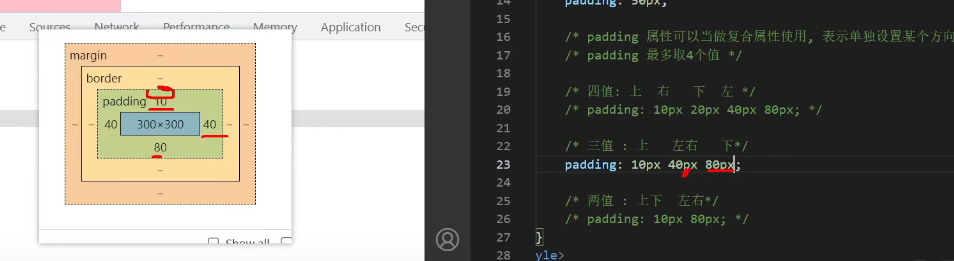 Sources Network Performance Memory Application
margin –
border –
padding 10
– – 40 300×300 40 – –
80
–
–
Show all
14 padding: 50px;
15
16 /* padding 属性可以当做复合属性使用, 表示单独设置某个方向
17 /* padding 最多取4个值 */
18
19 /* 四值: 上 右 下 左 */
20 /* padding: 10px 20px 40px 80px; */
21
22 /* 三值 : 上 左右 下*/
23 padding: 10px 40px 80px;
24
25 /* 两值 : 上下 左右*/
26 /* padding: 10px 80px; */
27 }
28 yle>